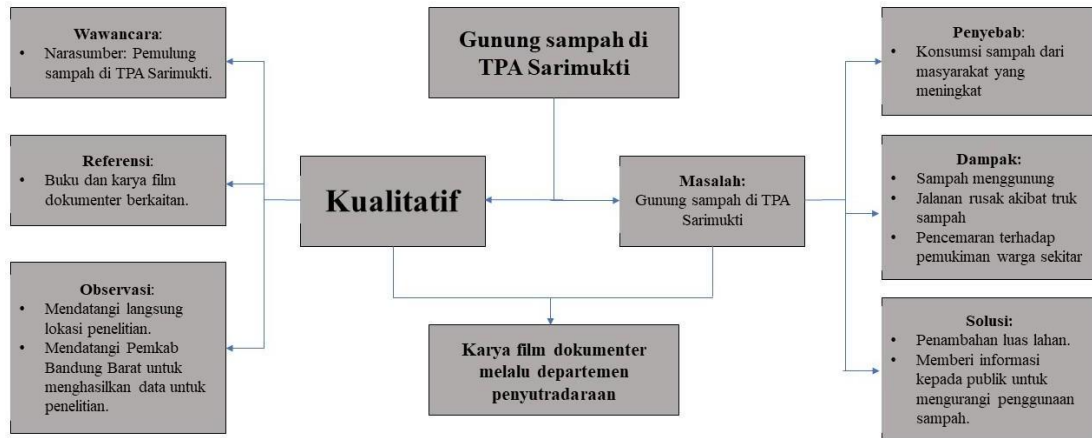 Wawancara:
• Narasumber: Pemulung
sampah di TPA Sarimukti.
Referensi:
• Buku dan karya film
dokumenter berkaitan.
Observasi:
• Mendatangi langsung
lokasi penelitian.
• Mendatangi Pemkab
Bandung Barat untuk
menghasilkan data untuk
penelitian.
Gunung sampah di
TPA Sarimukti
Kualitatif
Masalah:
Gunung sampah di TPA
Sarimukti
Karya film dokumenter
melalu departemen
penyutradaraan
Penyebab:
• Konsumsi sampah dari
masyarakat yang
meningkat
Dampak:
• Sampah menggunung
• Jalanan rusak akibat truk
sampah
• Pencemaran terhadap
pemukiman warga sekitar
Solusi:
• Penambahan luas lahan.
• Memberi informasi
kepada publik untuk
mengurangi penggunaan
sampah.